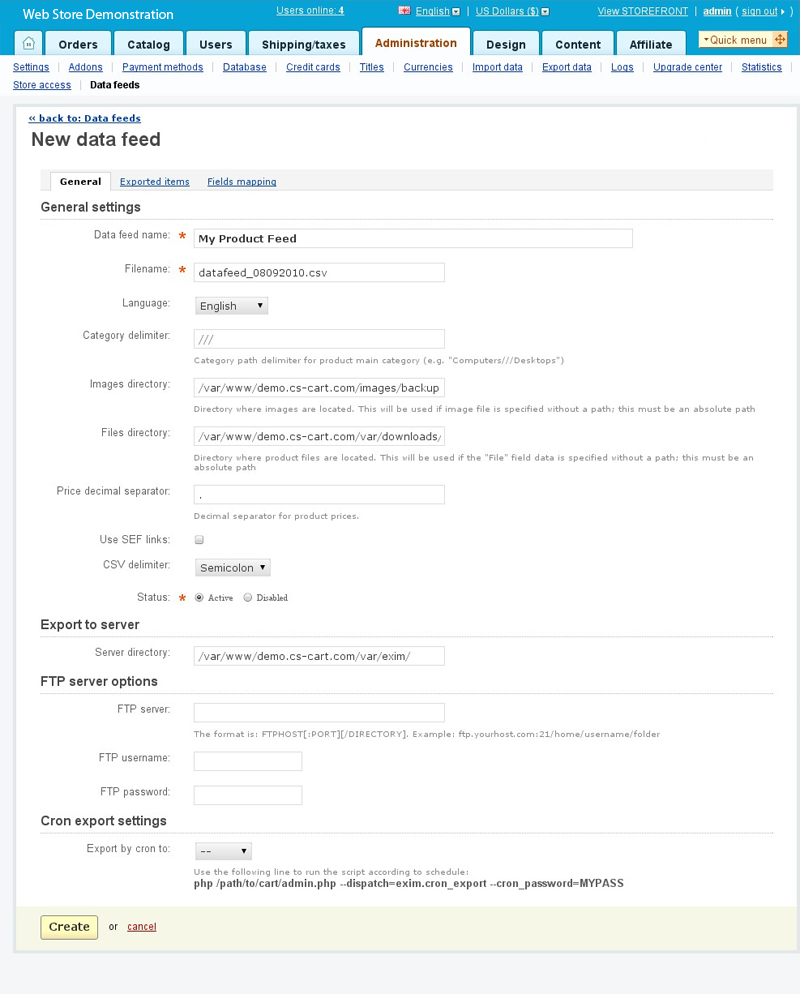 Web Store Demonstration Users online: 4 English | US Dollars ($) View STOREFRONT | admin ( sign out )
Orders Catalog Users Shipping/taxes Administration Design Content Affiliate Quick menu
Settings | Addons | Payment methods | Database | Credit cards | Titles | Currencies | Import data | Export data | Logs | Upgrade center | Statistics |
Store access | Data feeds
« back to: Data feeds
New data feed
General Exported items Fields mapping
General settings
Data feed name: * My Product Feed
Filename: * datafeed_08092010.csv
Language: English
Category delimiter: ///
Category path delimiter for product main category (e.g. "Computers///Desktops")
Images directory: /var/www/demo.cs-cart.com/images/backup
Directory where images are located. This will be used if image file is specified without a path; this must be an absolute path
Files directory: /var/www/demo.cs-cart.com/var/downloads/
Directory where product files are located. This will be used if the "File" field data is specified without a path; this must be an
absolute path
Price decimal separator: .
Decimal separator for product prices.
Use SEF links:
CSV delimiter: Semicolon
Status: * Active Disabled
Export to server
Server directory: /var/www/demo.cs-cart.com/var/exim/
FTP server options
FTP server:
The format is: FTPHOST[:PORT][/DIRECTORY]. Example: ftp.yourhost.com:21/home/username/folder
FTP username:
FTP password:
Cron export settings
Export by cron to: --
Use the following line to run the script according to schedule:
php /path/to/cart/admin.php --dispatch=exim.cron_export --cron_password=MYPASS
Create or cancel